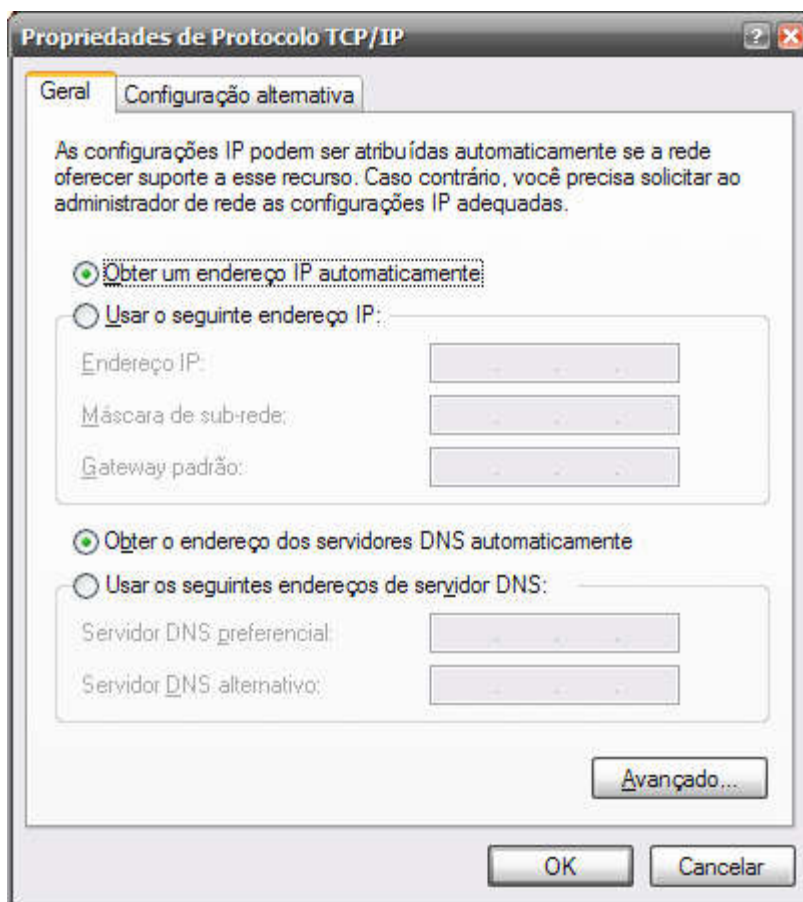 Propriedades de Protocolo TCP/IP
Geral
Configuração alternativa
As configurações IP podem ser atribuídas automaticamente se a rede
oferecer suporte a esse recurso. Caso contrário, você precisa solicitar ao
administrador de rede as configurações IP adequadas.
Obter um endereço IP automaticamente
Usar o seguinte endereço IP:
Endereço IP:
Máscara de sub-rede:
Gateway padrão:
Obter o endereço dos servidores DNS automaticamente
Usar os seguintes endereços de servidor DNS:
Servidor DNS preferencial:
Servidor DNS alternativo:
Avançado...
OK
Cancelar